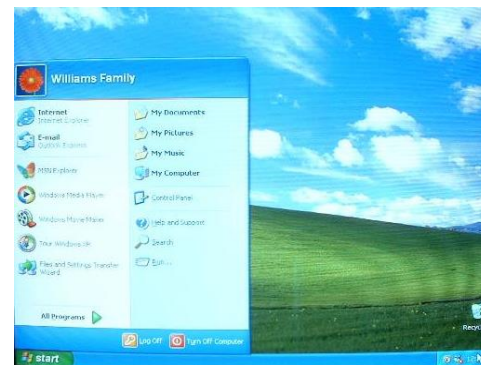 Williams Family
Internet
Internet Explorer
E-mail
Outlook Express
MSN Explorer
Windows Media Player
Windows Movie Maker
Tour Windows XP
Files and Settings Transfer
Wizard
All Programs
My Documents
My Pictures
My Music
My Computer
Control Panel
Help and Support
Search
Run...
Log Off
Turn Off Computer
start